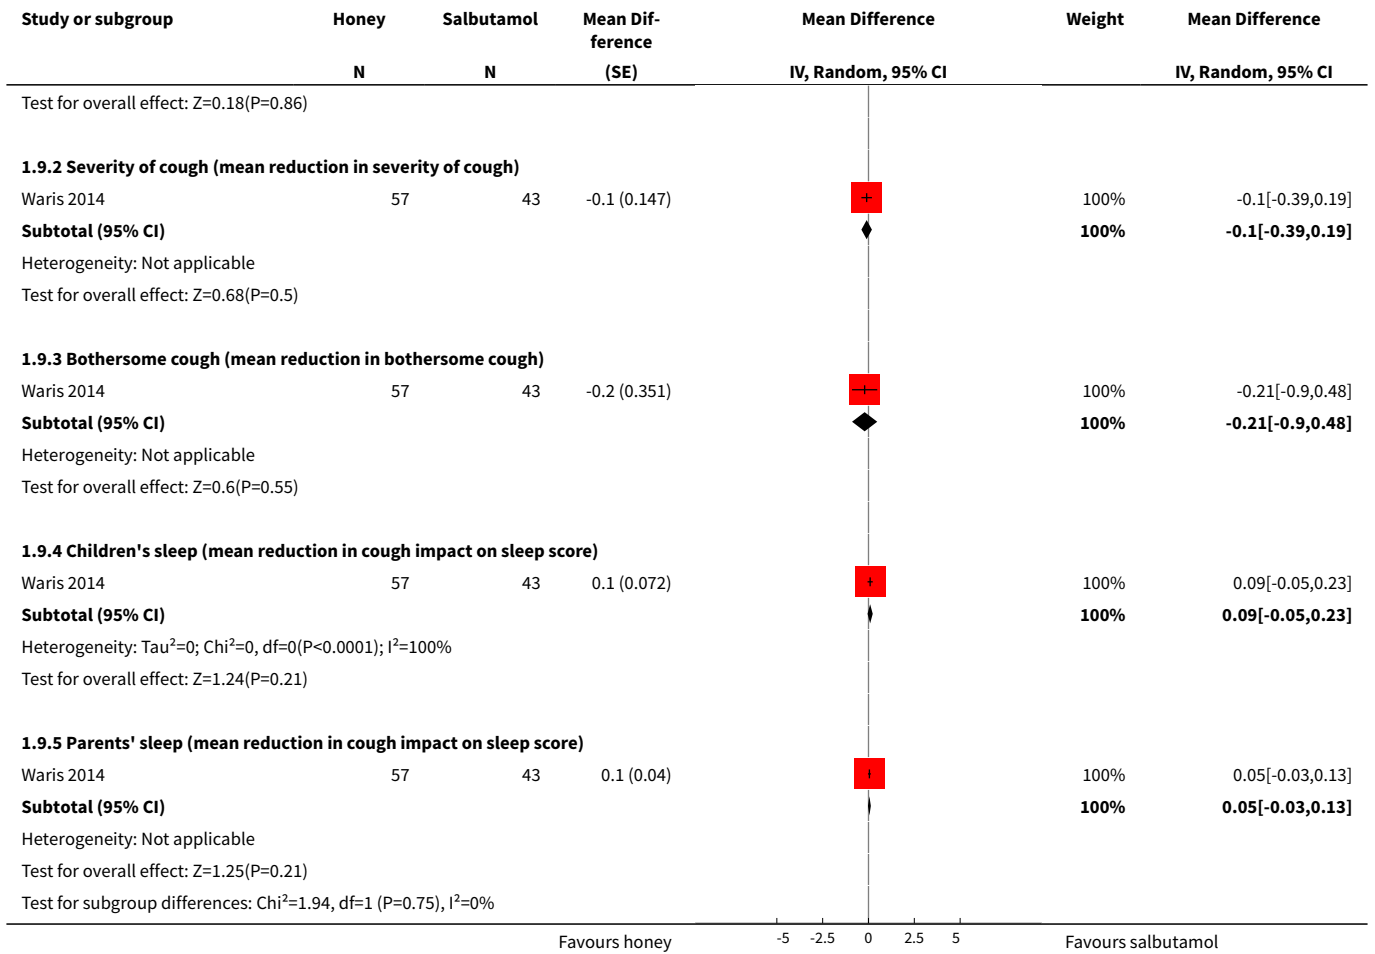 Study or subgroup Honey Salbutamol Mean Dif- Mean Difference Weight Mean Difference
ference
N N (SE) IV, Random, 95% CI IV, Random, 95% CI
Test for overall effect: Z=0.18(P=0.86)
1.9.2 Severity of cough (mean reduction in severity of cough)
Waris 2014 57 43 -0.1 (0.147) 100% -0.1[-0.39,0.19]
Subtotal (95% CI) 100% -0.1[-0.39,0.19]
Heterogeneity: Not applicable
Test for overall effect: Z=0.68(P=0.5)
1.9.3 Bothersome cough (mean reduction in bothersome cough)
Waris 2014 57 43 -0.2 (0.351) 100% -0.21[-0.9,0.48]
Subtotal (95% CI) 100% -0.21[-0.9,0.48]
Heterogeneity: Not applicable
Test for overall effect: Z=0.6(P=0.55)
1.9.4 Children's sleep (mean reduction in cough impact on sleep score)
Waris 2014 57 43 0.1 (0.072) 100% 0.09[-0.05,0.23]
Subtotal (95% CI) 100% 0.09[-0.05,0.23]
Heterogeneity: Tau²=0; Chi²=0, df=0(P<0.0001); I²=100%
Test for overall effect: Z=1.24(P=0.21)
1.9.5 Parents' sleep (mean reduction in cough impact on sleep score)
Waris 2014 57 43 0.1 (0.04) 100% 0.05[-0.03,0.13]
Subtotal (95% CI) 100% 0.05[-0.03,0.13]
Heterogeneity: Not applicable
Test for overall effect: Z=1.25(P=0.21)
Test for subgroup differences: Chi²=1.94, df=1 (P=0.75), I²=0%
Favours honey -5 -2.5 0 2.5 5 Favours salbutamol